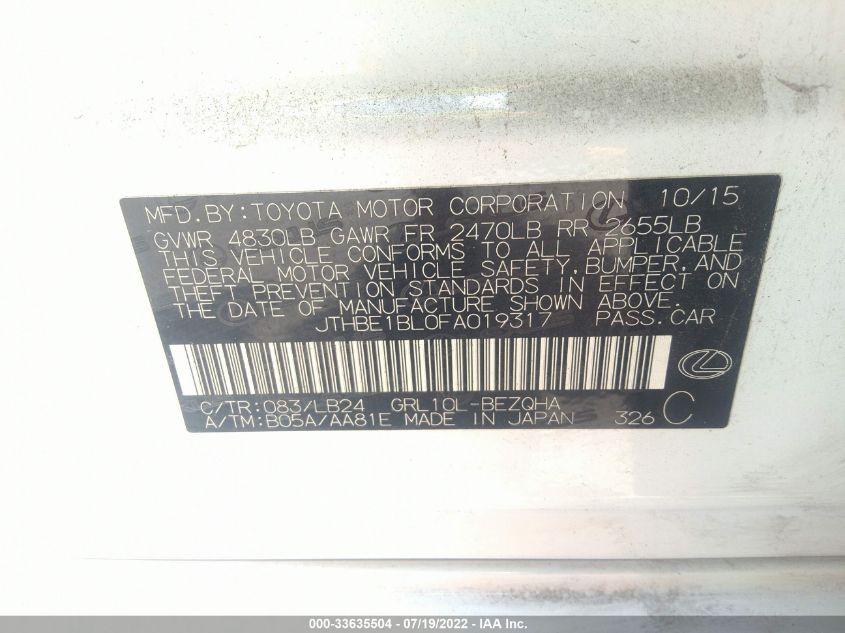 MFD.BY:TOYOTA MOTOR CORPORATION 10/15
GVWR 4830LB GAWR FR 2470LB RR 2655LB
THIS VEHICLE CONFORMS TO ALL APPLICABLE
FEDERAL MOTOR VEHICLE SAFETY,BUMPER,AND
THEFT PREVENTION STANDARDS IN EFFECT ON
THE DATE OF MANUFACTURE SHOWN ABOVE.
JTHBE1BL0FA019317 PASS.CAR
C/TR:083/LB24 GRL10L-BEZQHA
A/TM:B05A/AA81E MADE IN JAPAN 326 C
000-33635504 - 07/19/2022 - IAA Inc.